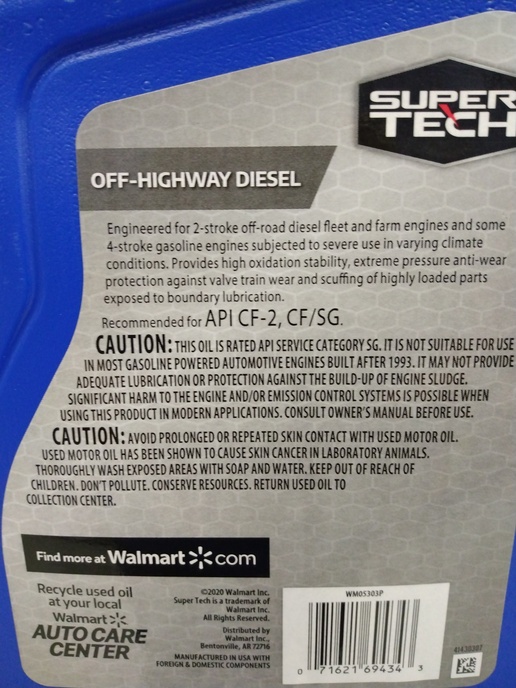 SUPER
TECH
OFF-HIGHWAY DIESEL
Engineered for 2-stroke off-road diesel fleet and farm engines and some
4-stroke gasoline engines subjected to severe use in varying climate
conditions. Provides high oxidation stability, extreme pressure anti-wear
protection against valve train wear and scuffing of highly loaded parts
exposed to boundary lubrication.
Recommended for API CF-2, CF/SG.
CAUTION: THIS OIL IS RATED API SERVICE CATEGORY SG. IT IS NOT SUITABLE FOR USE
IN MOST GASOLINE POWERED AUTOMOTIVE ENGINES BUILT AFTER 1993. IT MAY NOT PROVIDE
ADEQUATE LUBRICATION OR PROTECTION AGAINST THE BUILD-UP OF ENGINE SLUDGE.
SIGNIFICANT HARM TO THE ENGINE AND/OR EMISSION CONTROL SYSTEMS IS POSSIBLE WHEN
USING THIS PRODUCT IN MODERN APPLICATIONS. CONSULT OWNER'S MANUAL BEFORE USE.
CAUTION: AVOID PROLONGED OR REPEATED SKIN CONTACT WITH USED MOTOR OIL.
USED MOTOR OIL HAS BEEN SHOWN TO CAUSE SKIN CANCER IN LABORATORY ANIMALS.
THOROUGHLY WASH EXPOSED AREAS WITH SOAP AND WATER. KEEP OUT OF REACH OF
CHILDREN. DON'T POLLUTE. CONSERVE RESOURCES. RETURN USED OIL TO
COLLECTION CENTER.
Find more at Walmart.com
Recycle used oil
at your local
Walmart
AUTO CARE
CENTER
©2020 Walmart Inc.
Super Tech is a trademark of
Walmart Inc.
All Rights Reserved.
Distributed by
Walmart Inc.,
Bentonville, AR 72716
MANUFACTURED IN USA WITH
FOREIGN & DOMESTIC COMPONENTS
WM05303P
0 71621 69434 3